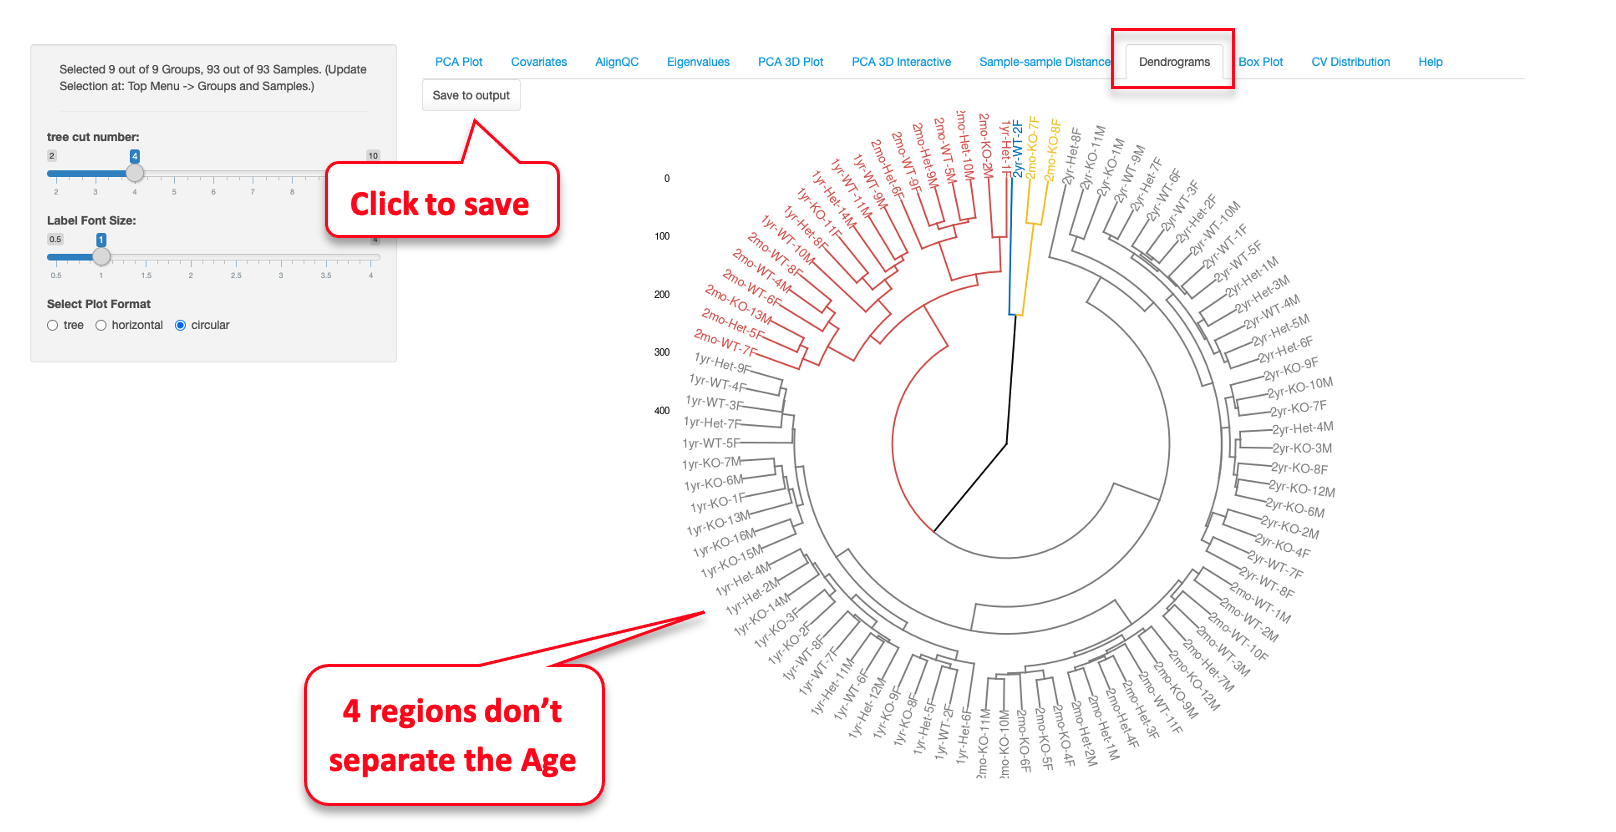 Selected 9 out of 9 Groups, 93 out of 93 Samples. (Update
Selection at: Top Menu -> Groups and Samples.)
tree cut number:
2
4
10
2 3 4 5 6 7 8
Label Font Size:
0.5
1
4
0.5 1 1.5 2 2.5 3 3.5 4
Select Plot Format
tree horizontal circular
PCA Plot Covariates AlignQC Eigenvalues PCA 3D Plot PCA 3D Interactive Sample-sample Distance Dendrograms Box Plot CV Distribution Help
Save to output
Click to save
4 regions don't
separate the Age
0
100
200
300
400
2yr-WT-2F
2mo-KO-7F
2mo-KO-8F
2yr-Het-8F
2yr-KO-11M
2yr-KO-1M
2yr-WT-9M
2yr-Het-7F
2yr-WT-6F
2yr-WT-3F
2yr-Het-2F
2yr-WT-10M
2yr-WT-1F
2yr-WT-5F
2yr-Het-1M
2yr-Het-3M
2yr-WT-4M
2yr-Het-5M
2yr-Het-6F
2yr-KO-9F
2yr-KO-10M
2yr-KO-7F
2yr-Het-4M
2yr-KO-3M
2yr-KO-8F
2yr-KO-12M
2yr-KO-6M
2yr-KO-2M
2yr-KO-4F
2yr-WT-7F
2yr-WT-8F
2mo-WT-1M
2mo-WT-2M
2mo-WT-10F
2mo-WT-3M
2mo-Het-7M
2mo-KO-12M
2mo-KO-9M
2mo-WT-11F
2mo-Het-3F
2mo-Het-4F
2mo-Het-1M
2mo-Het-2M
2mo-KO-4F
2mo-KO-5F
2mo-KO-6F
2mo-KO-10M
2mo-KO-11M
1yr-Het-6F
1yr-WT-2F
1yr-Het-5F
1yr-KO-8F
1yr-KO-9F
1yr-Het-12M
1yr-WT-6F
1yr-Het-11M
1yr-WT-7F
1yr-WT-8F
1yr-KO-2F
1yr-KO-3F
1yr-KO-14M
1yr-Het-2M
1yr-Het-4M
1yr-KO-15M
1yr-KO-16M
1yr-KO-13M
1yr-KO-1F
1yr-KO-6M
1yr-KO-7M
1yr-WT-5F
1yr-Het-7F
1yr-WT-3F
1yr-WT-4F
1yr-Het-9F
2mo-WT-7F
2mo-Het-5F
2mo-KO-13M
2mo-WT-6F
2mo-WT-4M
2mo-WT-8F
1yr-WT-10M
1yr-Het-8F
1yr-KO-11F
1yr-Het-14M
1yr-WT-11M
1yr-WT-9M
2mo-Het-6F
2mo-WT-9F
2mo-Het-9M
2mo-WT-5M
2mo-Het-10M
2mo-KO-2M
1yr-Het-1F